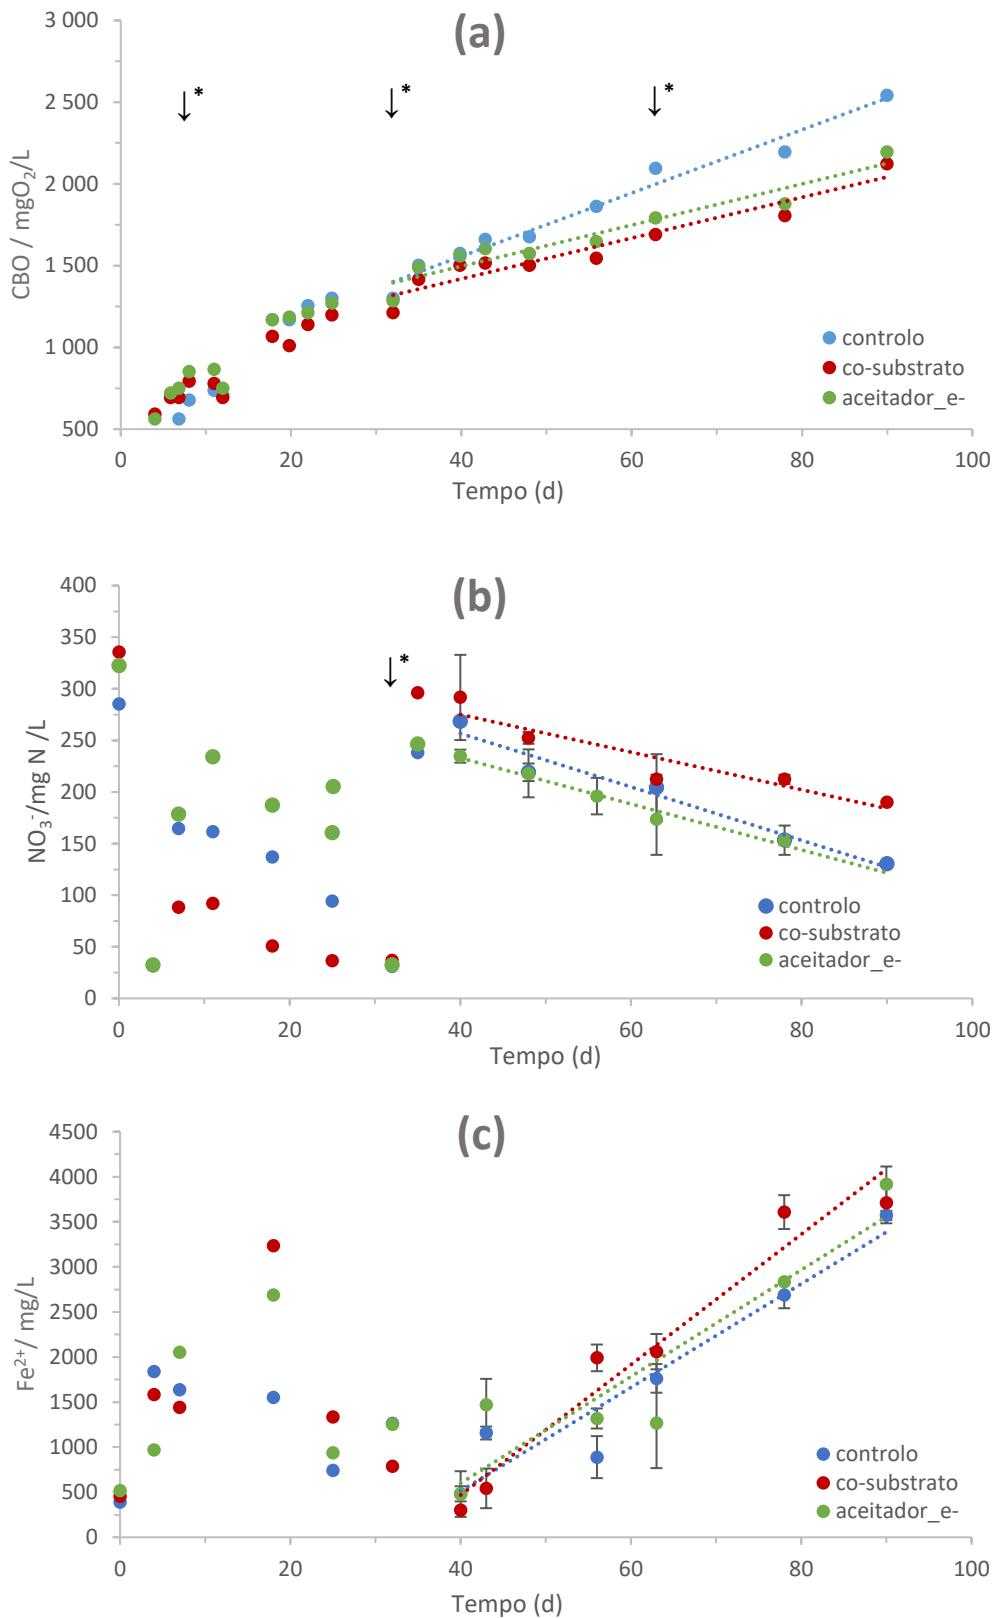 (a)
3 000
2 500
2 000
1 500
1 000
500
CBO / mgO₂/L
* * *
controlo
co-substrato
aceitador_e-
0 20 40 60 80 100
Tempo (d)
(b)
400
350
300
250
200
150
100
50
0
NO₃⁻/mg N /L
*
controlo
co-substrato
aceitador_e-
0 20 40 60 80 100
Tempo (d)
(c)
4500
4000
3500
3000
2500
2000
1500
1000
500
0
Fe²⁺/ mg/L
controlo
co-substrato
aceitador_e-
0 20 40 60 80 100
Tempo (d)